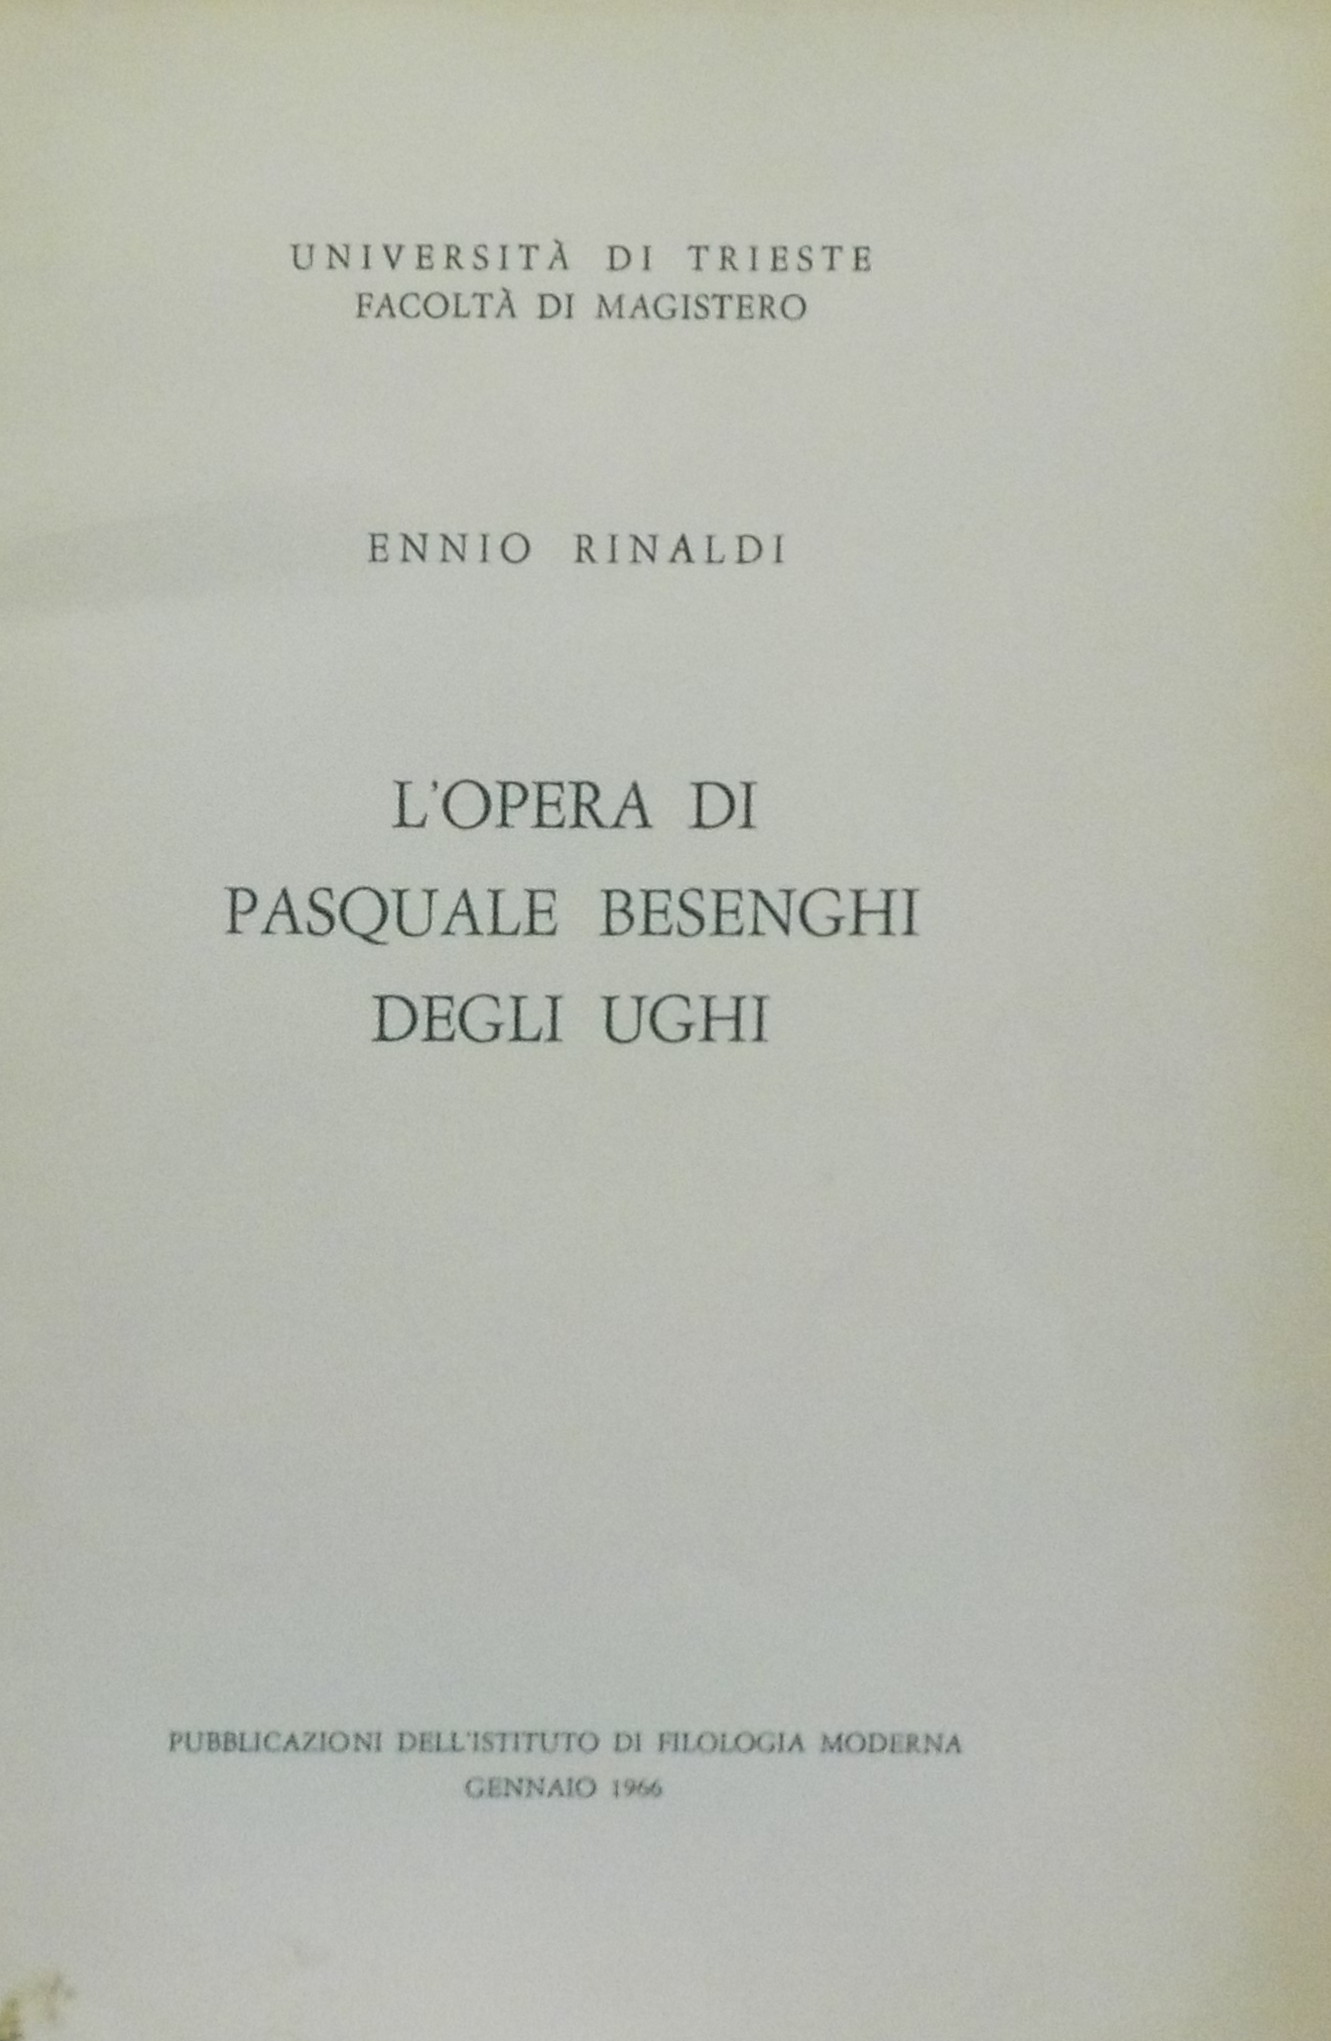 UNIVERSITÀ DI TRIESTE
FACOLTÀ DI MAGISTERO
ENNIO RINALDI
L'OPERA DI
PASQUALE BESENGHI
DEGLI UGHI
PUBBLICAZIONI DELL'ISTITUTO DI FILOLOGIA MODERNA
GENNAIO 1966